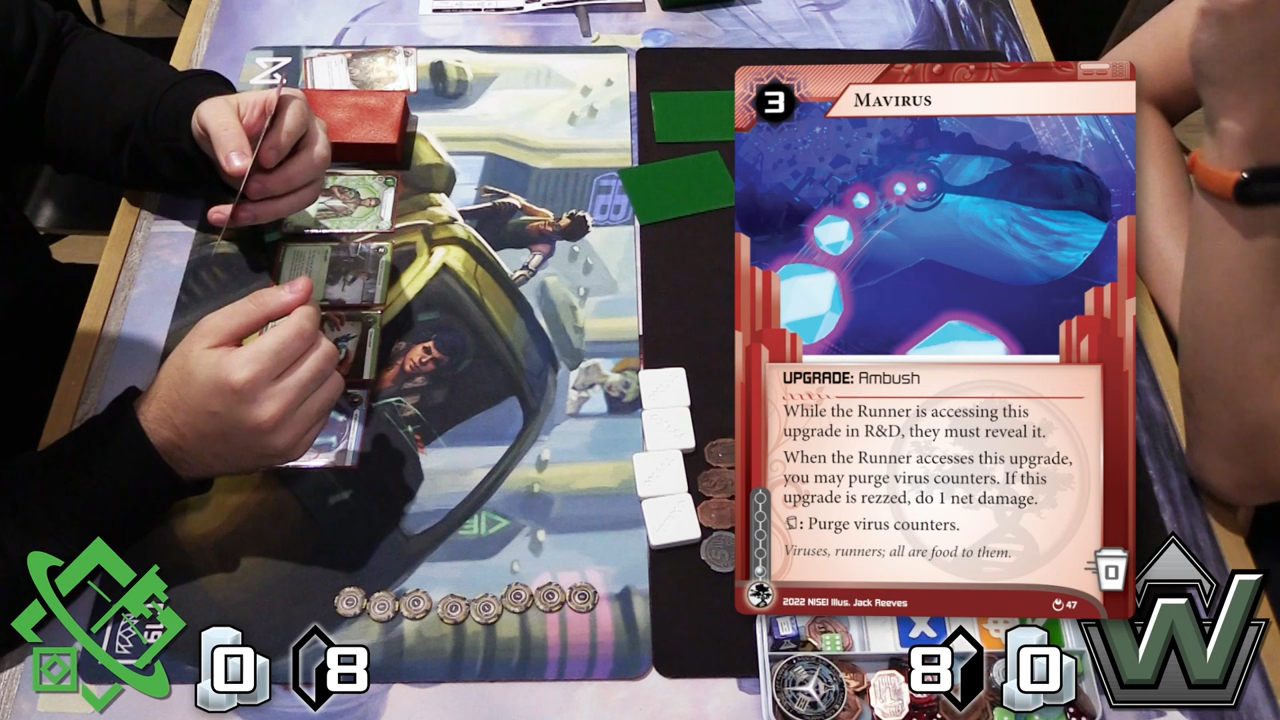 3
MAVIRUS
UPGRADE: Ambush
While the Runner is accessing this
upgrade in R&D, they must reveal it.
When the Runner accesses this upgrade,
you may purge virus counters. If this
upgrade is rezzed, do 1 net damage.
: Purge virus counters.
Viruses, runners; all are food to them.
0
2022 NISEI Illus. Jack Reeves
47
0
8
8
0
W